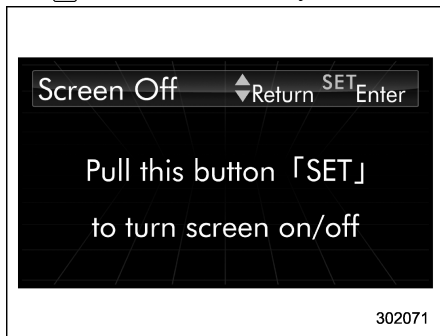 Screen Off Return SET Enter
Pull this button「SET」
to turn screen on/off
302071